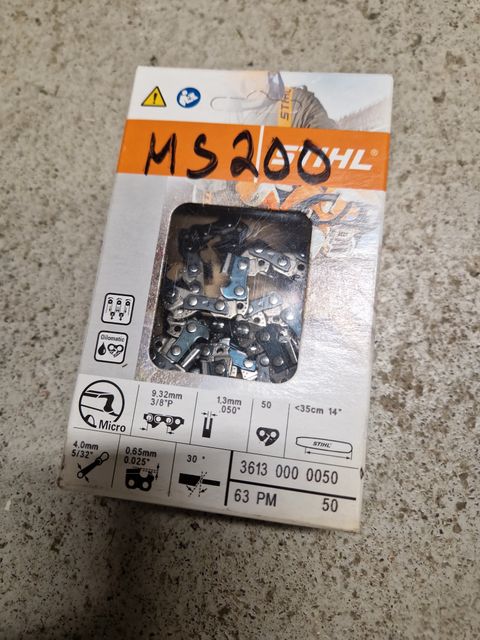 STIHL
MS200
STIHL®
Oilomatic
Micro
9.32mm
3/8"P
1.3mm
.050"
50
<35cm 14"
STIHL
4.0mm
5/32"
0.65mm
0.025"
30 °
3613 000 0050
63 PM 50